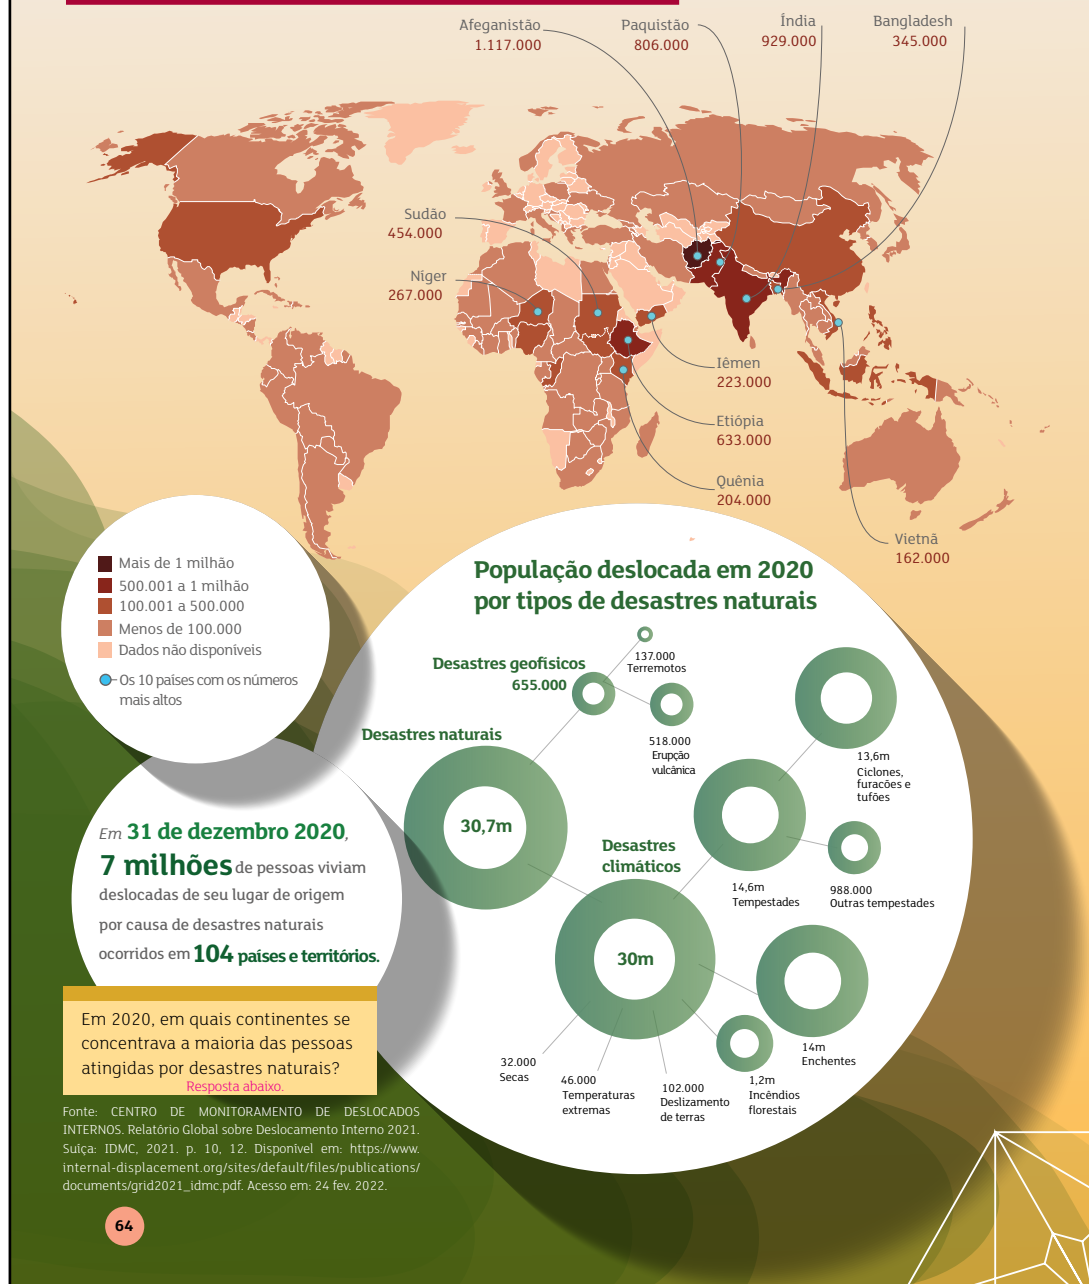 Afeganistão
1.117.000
Paquistão
806.000
Índia
929.000
Bangladesh
345.000
Sudão
454.000
Níger
267.000
Iêmen
223.000
Etiópia
633.000
Quênia
204.000
Vietnã
162.000
Mais de 1 milhão
500.001 a 1 milhão
100.001 a 500.000
Menos de 100.000
Dados não disponíveis
Os 10 países com os números
mais altos
População deslocada em 2020
por tipos de desastres naturais
137.000
Terremotos
Desastres geofísicos
655.000
518.000
Erupção
vulcânica
Desastres naturais
30,7m
13,6m
Ciclones,
furacões e
tufões
Desastres
climáticos
14,6m
Tempestades
988.000
Outras tempestades
30m
14m
Enchentes
32.000
Secas
46.000
Temperaturas
extremas
102.000
Deslizamento
de terras
1,2m
Incêndios
florestais
Em 31 de dezembro 2020,
7 milhões de pessoas viviam
deslocadas de seu lugar de origem
por causa de desastres naturais
ocorridos em 104 países e territórios.
Em 2020, em quais continentes se
concentrava a maioria das pessoas
atingidas por desastres naturais?
Resposta abaixo.
Fonte: CENTRO DE MONITORAMENTO DE DESLOCADOS
INTERNOS. Relatório Global sobre Deslocamento Interno 2021.
Suíça: IDMC, 2021. p. 10, 12. Disponível em: https://www.
internal-displacement.org/sites/default/files/publications/
documents/grid2021_idmc.pdf. Acesso em: 24 fev. 2022.
64